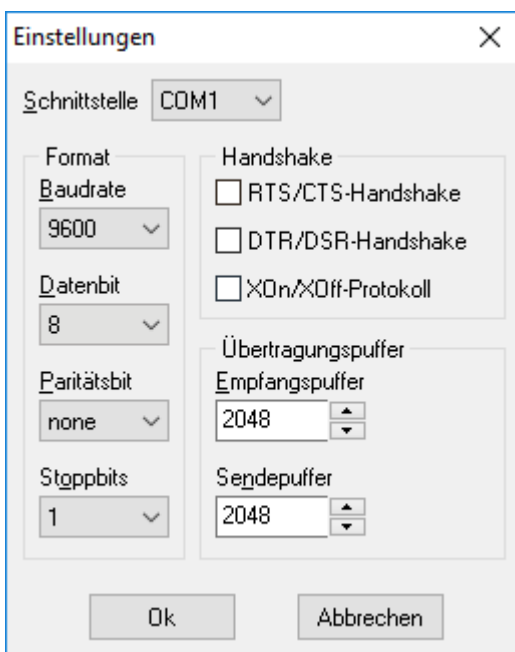 Einstellungen
Schnittstelle COM1
Format
Baudrate
9600
Datenbit
8
Paritätsbit
none
Stoppbits
1
Handshake
RTS/CTS-Handshake
DTR/DSR-Handshake
XOn/XOff-Protokoll
Übertragungspuffer
Empfangspuffer
2048
Sendepuffer
2048
Ok
Abbrechen